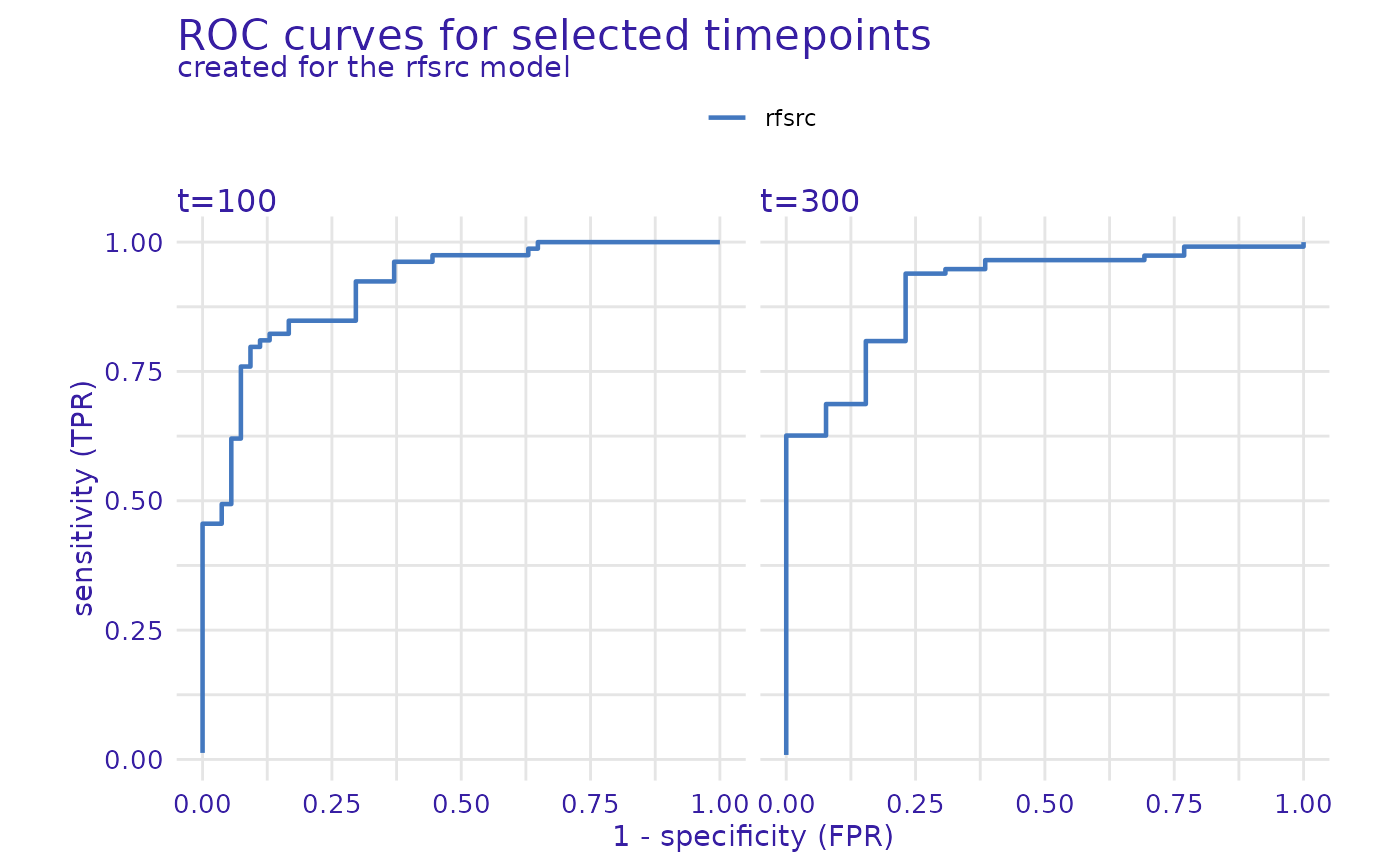 ROC curves for selected timepoints
created for the rfsrc model
rfsrc
t=100
t=300
sensitivity (TPR)
1.00
0.75
0.50
0.25
0.00
0.00 0.25 0.50 0.75 1.00
0.00 0.25 0.50 0.75 1.00
1 - specificity (FPR)